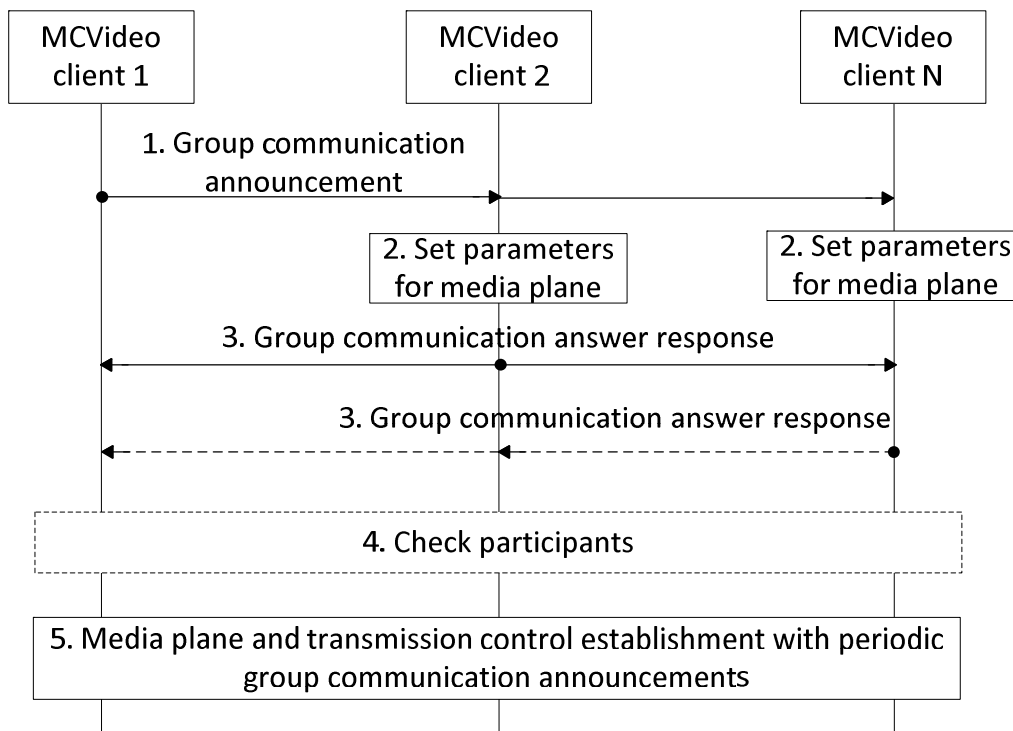 MCVideo
client 1
MCVideo
client 2
MCVideo
client N
1. Group communication
announcement
2. Set parameters
for media plane
2. Set parameters
for media plane
3. Group communication answer response
3. Group communication answer response
4. Check participants
5. Media plane and transmission control establishment with periodic
group communication announcements